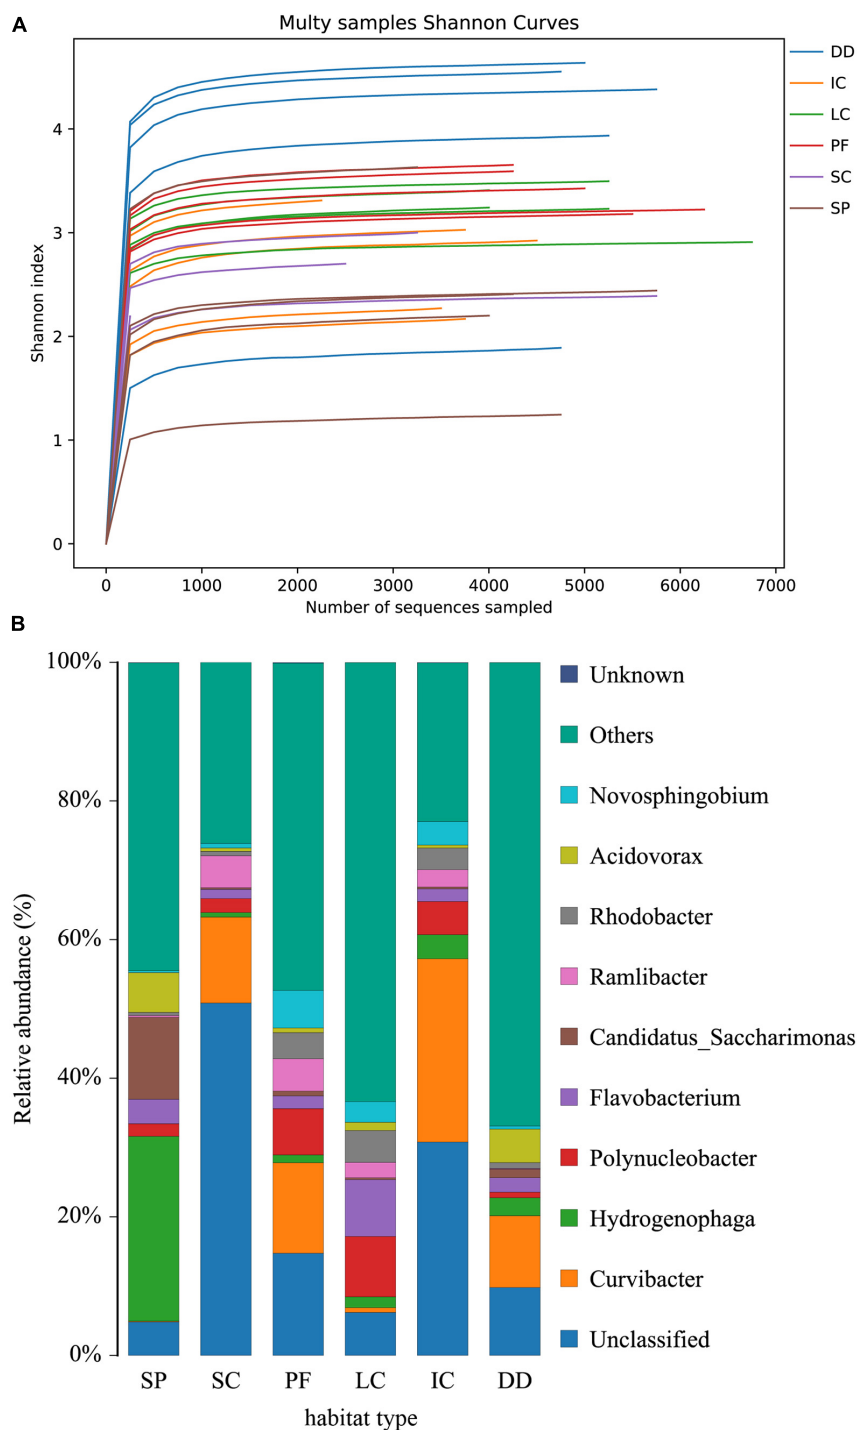 A
Multy samples Shannon Curves
DD
IC
LC
PF
SC
SP
Shannon index
4
3
2
1
0
0 1000 2000 3000 4000 5000 6000 7000
Number of sequences sampled
B
Relative abundance (%)
100%
80%
60%
40%
20%
0%
Unknown
Others
Novosphingobium
Acidovorax
Rhodobacter
Ramlibacter
Candidatus_Saccharimonas
Flavobacterium
Polynucleobacter
Hydrogenophaga
Curvibacter
Unclassified
SP SC PF LC IC DD
habitat type